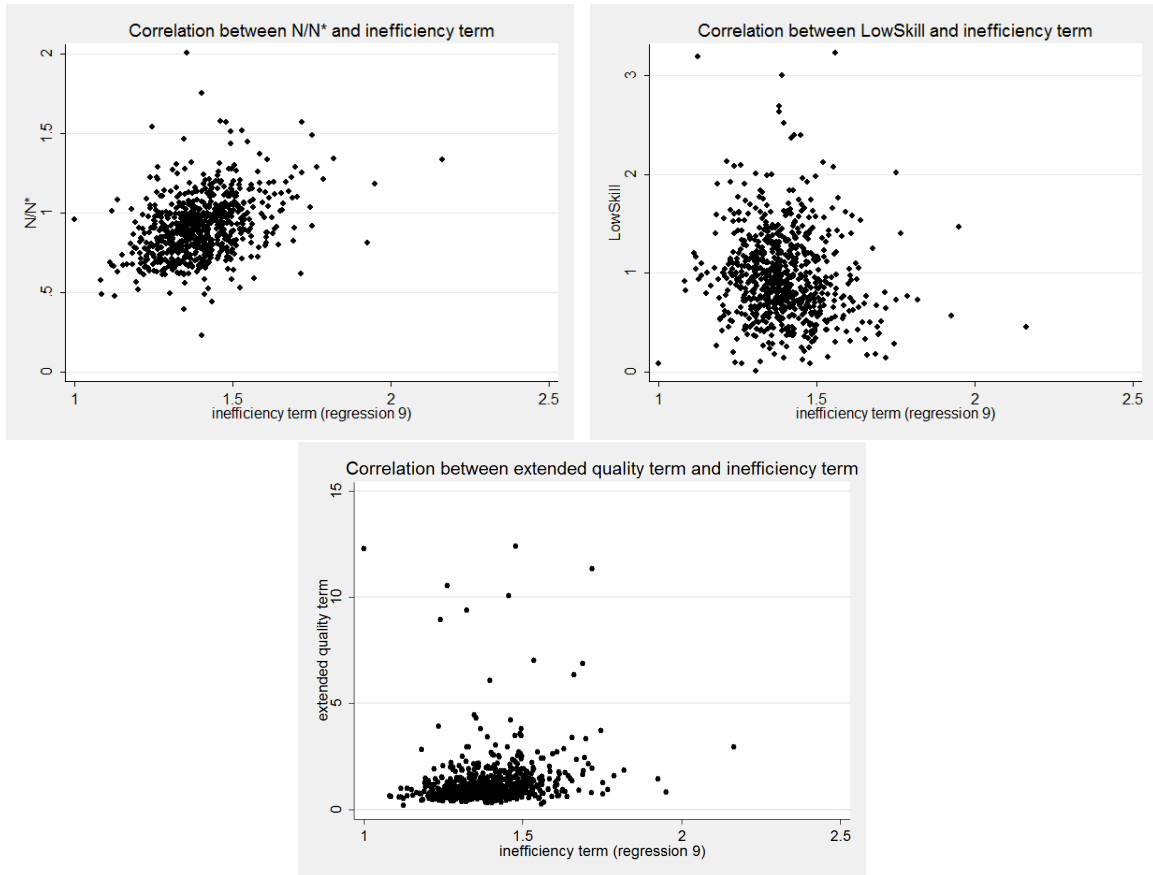 Correlation between N/N* and inefficiency term
N/N*
2
1.5
1
.5
0
1 1.5 2 2.5
inefficiency term (regression 9)
Correlation between LowSkill and inefficiency term
LowSkill
3
2
1
0
1 1.5 2 2.5
inefficiency term (regression 9)
Correlation between extended quality term and inefficiency term
extended quality term
15
10
5
0
1 1.5 2 2.5
inefficiency term (regression 9)